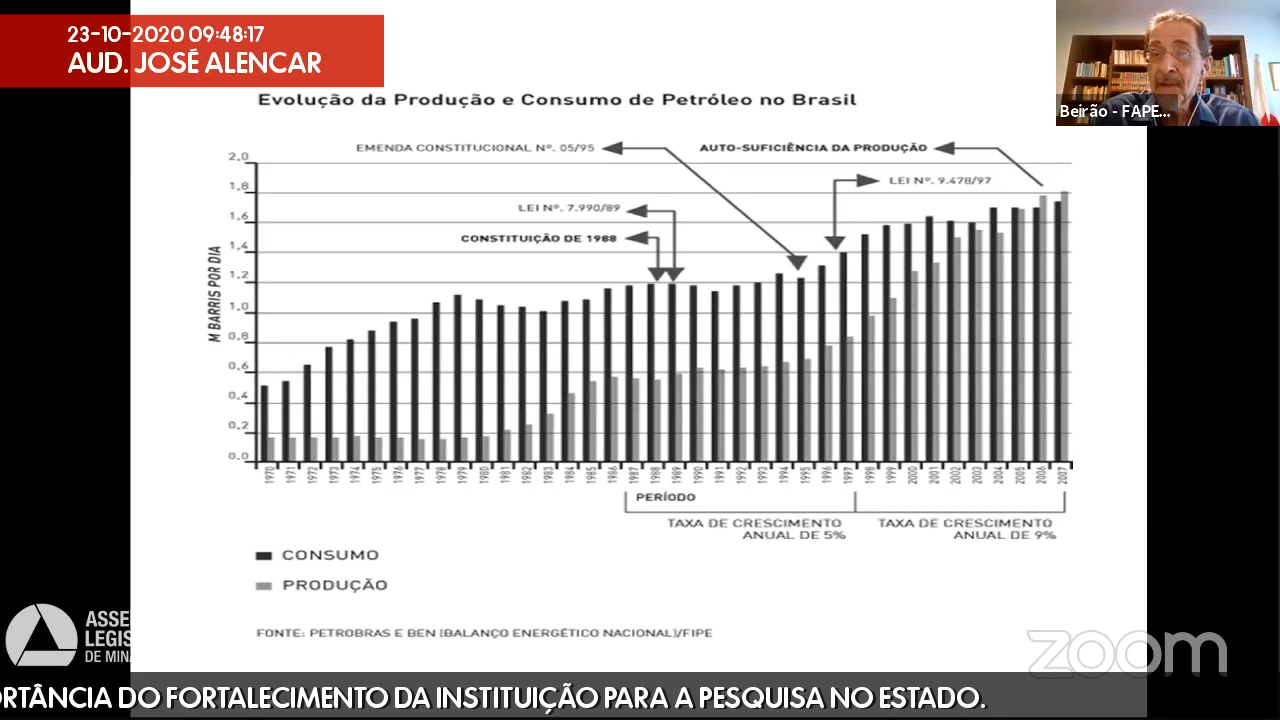 23-10-2020 09:48:17
AUD. JOSÉ ALENCAR
Beirão - FAPE...
Evolução da Produção e Consumo de Petróleo no Brasil
EMENDA CONSTITUCIONAL Nº. 05/95
AUTO-SUFICIÊNCIA DA PRODUÇÃO
LEI Nº. 9.478/97
LEI Nº. 7.990/89
CONSTITUIÇÃO DE 1988
M BARRIS POR DIA
2,0
1,8
1,6
1,4
1,2
1,0
0,8
0,6
0,4
0,2
0,0
1970 1971 1972 1973 1974 1975 1976 1977 1978 1979 1980 1981 1982 1983 1984 1985 1986 1987 1988 1989 1990 1991 1992 1993 1994 1995 1996 1997 1998 1999 2000 2001 2002 2003 2004 2005 2006 2007
PERÍODO
TAXA DE CRESCIMENTO
ANUAL DE 5%
TAXA DE CRESCIMENTO
ANUAL DE 9%
CONSUMO
PRODUÇÃO
FONTE: PETROBRAS E BEN (BALANÇO ENERGÉTICO NACIONAL)/FIPE
ASSE
LEGIS
DE MINA
zoom
ORTÂNCIA DO FORTALECIMENTO DA INSTITUIÇÃO PARA A PESQUISA NO ESTADO.